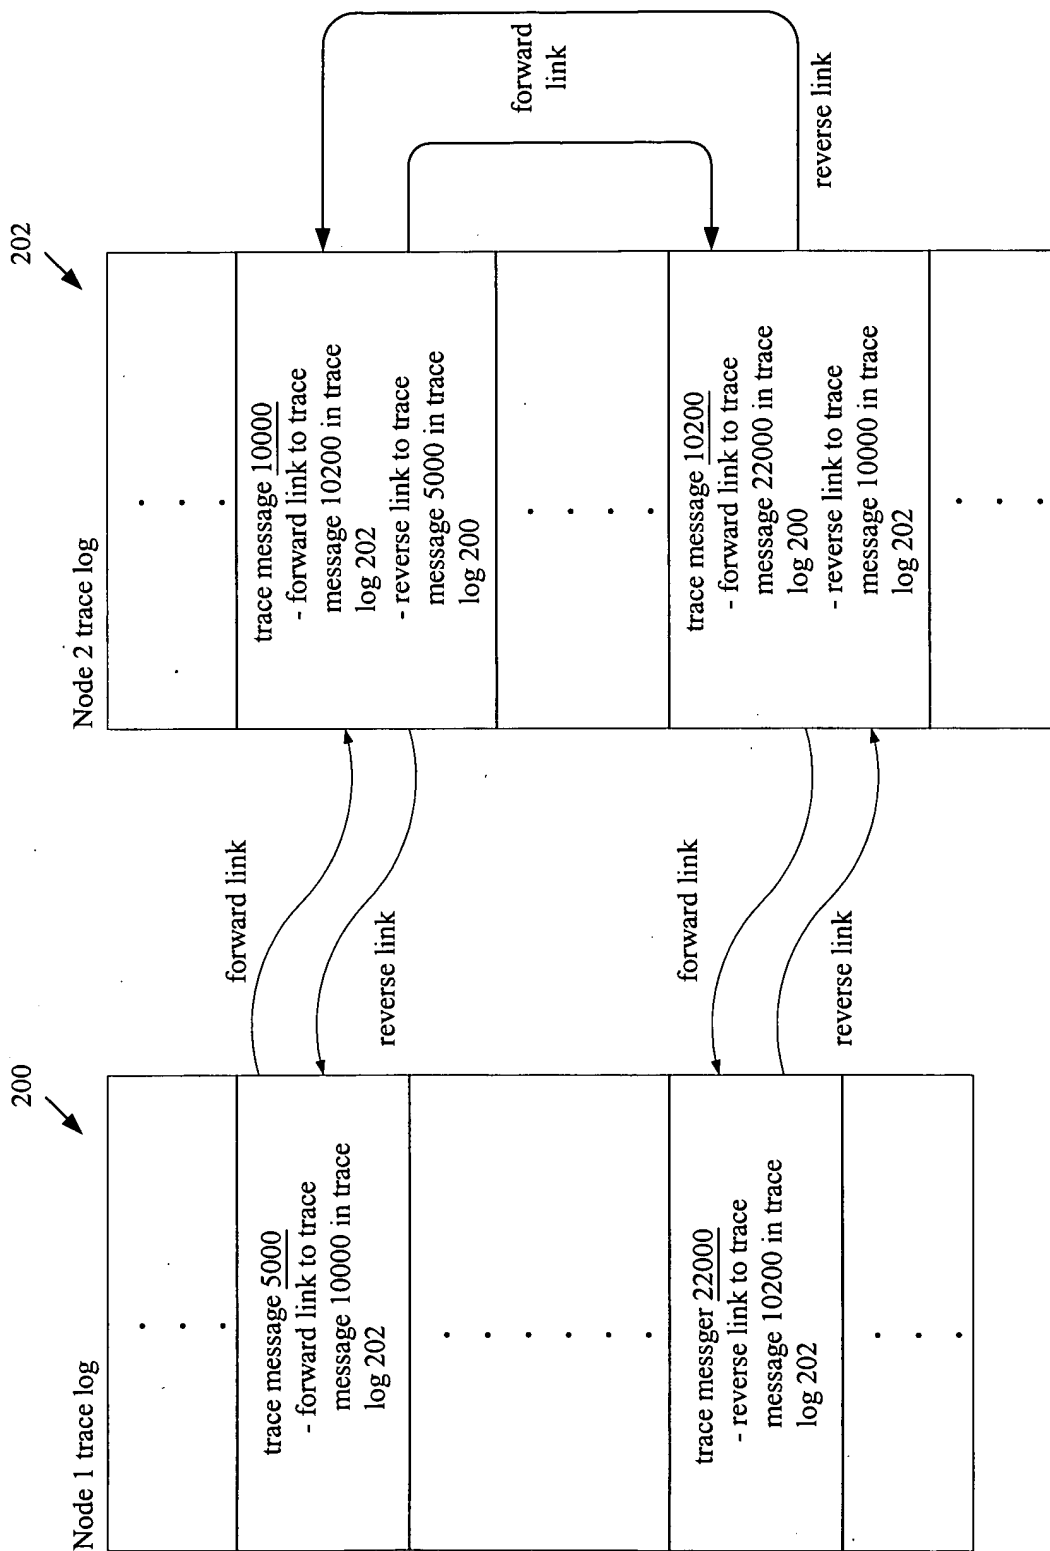 200
Node 1 trace log
trace message 5000
- forward link to trace
message 10000 in trace
log 202
trace messger 22000
- reverse link to trace
message 10200 in trace
log 202
forward link
reverse link
forward link
reverse link
202
Node 2 trace log
trace message 10000
- forward link to trace
message 10200 in trace
log 202
- reverse link to trace
message 5000 in trace
log 200
trace message 10200
- forward link to trace
message 22000 in trace
log 200
- reverse link to trace
message 10000 in trace
log 202
forward
link
reverse link